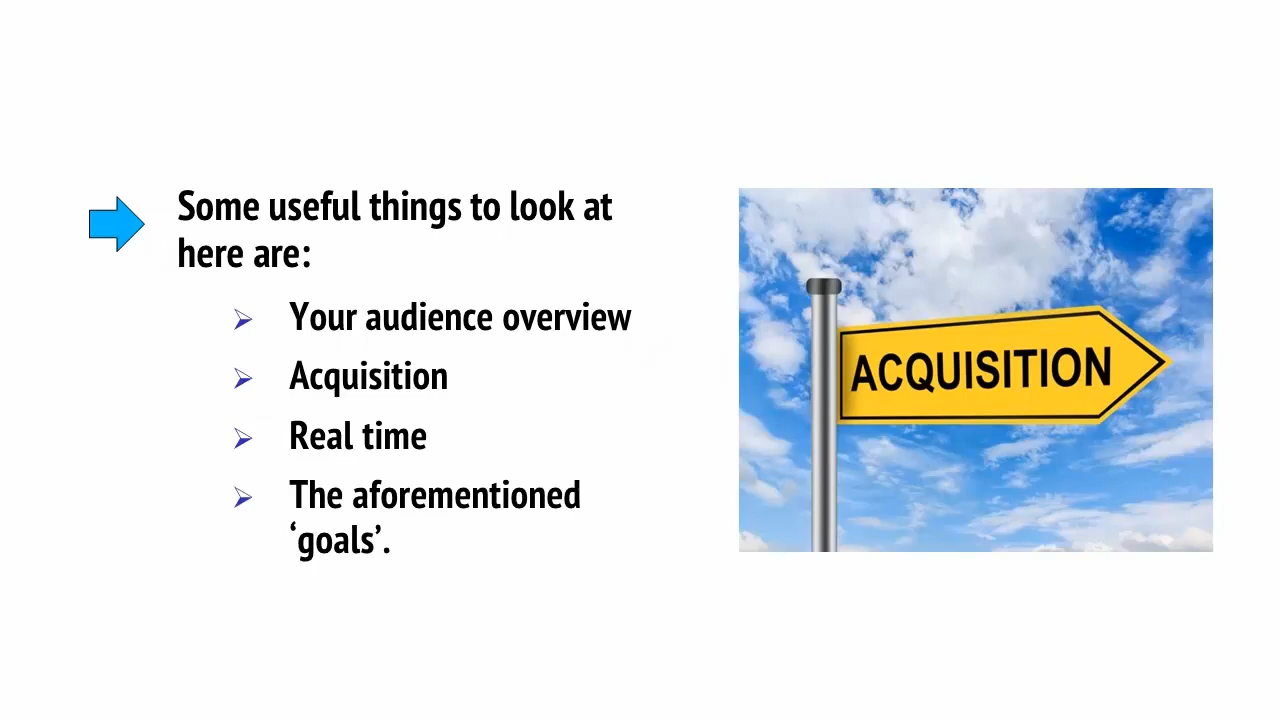 Some useful things to look at
here are:
Your audience overview
Acquisition
Real time
The aforementioned
‘goals’.
ACQUISITION